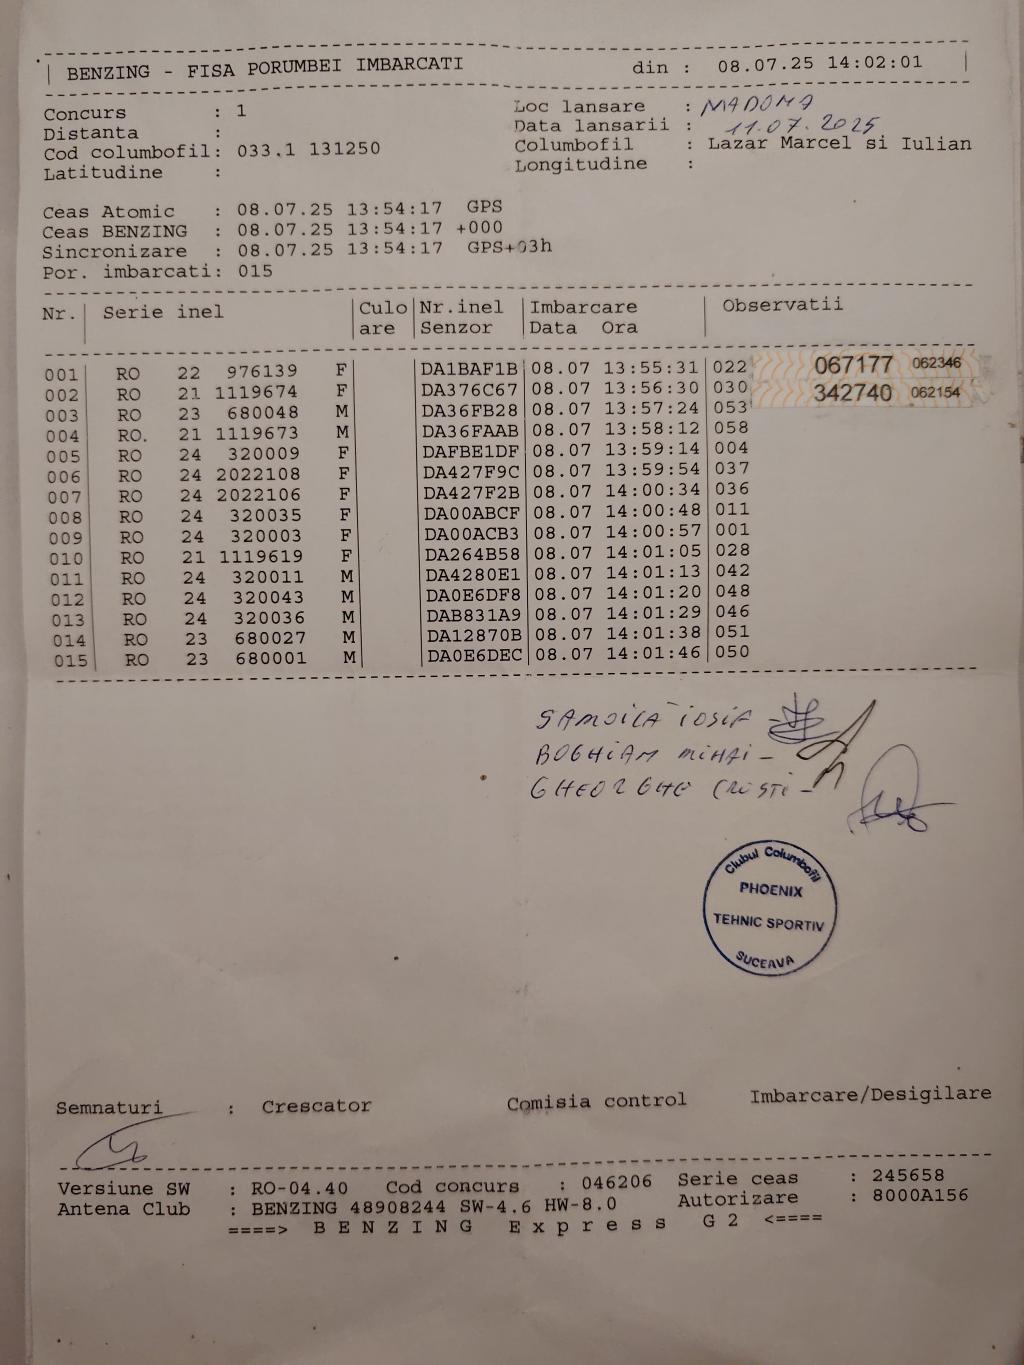 BENZING - FISA PORUMBEI IMBARCATI din : 08.07.25 14:02:01
Concurs : 1 Loc lansare : MADONA
Distanta : Data lansarii : 11.07.2025
Cod columbofil: 033.1 131250 Columbofil : Lazar Marcel si Iulian
Latitudine : Longitudine :
Ceas Atomic : 08.07.25 13:54:17 GPS
Ceas BENZING : 08.07.25 13:54:17 +000
Sincronizare : 08.07.25 13:54:17 GPS+03h
Por. imbarcati: 015
Nr. Serie inel Culo Nr.inel Imbarcare Observatii
are Senzor Data Ora
001 RO 22 976139 F DA1BAF1B 08.07 13:55:31 022 067177 062346
002 RO 21 1119674 F DA376C67 08.07 13:56:30 030 342740 062154
003 RO 23 680048 M DA36FB28 08.07 13:57:24 053
004 RO. 21 1119673 M DA36FAAB 08.07 13:58:12 058
005 RO 24 320009 F DAFBE1DF 08.07 13:59:14 004
006 RO 24 2022108 F DA427F9C 08.07 13:59:54 037
007 RO 24 2022106 F DA427F2B 08.07 14:00:34 036
008 RO 24 320035 F DA00ABCF 08.07 14:00:48 011
009 RO 24 320003 F DA00ACB3 08.07 14:00:57 001
010 RO 21 1119619 F DA264B58 08.07 14:01:05 028
011 RO 24 320011 M DA4280E1 08.07 14:01:13 042
012 RO 24 320043 M DA0E6DF8 08.07 14:01:20 048
013 RO 24 320036 M DAB831A9 08.07 14:01:29 046
014 RO 23 680027 M DA12870B 08.07 14:01:38 051
015 RO 23 680001 M DA0E6DEC 08.07 14:01:46 050
SAMOILA IOSIF
BOGHIAN MIHAI -
GHEORGHE CRISTI -
Clubul Columbofil
PHOENIX
TEHNIC SPORTIV
SUCEAVA
Semnaturi : Crescator Comisia control Imbarcare/Desigilare
Versiune SW : RO-04.40 Cod concurs : 046206 Serie ceas : 245658
Antena Club : BENZING 48908244 SW-4.6 HW-8.0 Autorizare : 8000A156
====> B E N Z I N G E x p r e s s G 2 <====